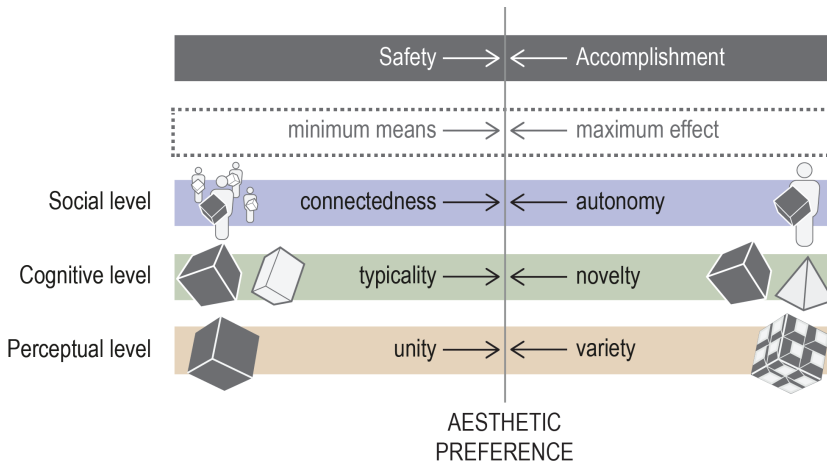 Safety Accomplishment
minimum means maximum effect
Social level connectedness autonomy
Cognitive level typicality novelty
Perceptual level unity variety
AESTHETIC
PREFERENCE